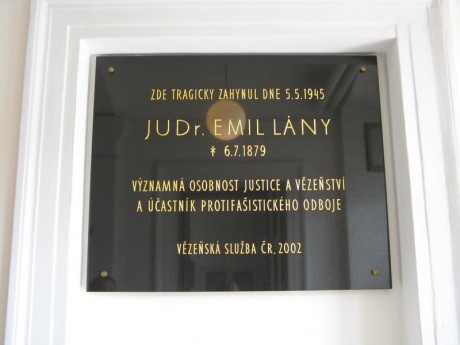 ZDE TRAGICKY ZAHYNUL DNE 5.5.1945
JUDr. EMIL LÁNY
* 6.7.1879
VÝZNAMNÁ OSOBNOST JUSTICE A VĚZEŇSTVÍ
A ÚČASTNÍK PROTIFAŠISTICKÉHO ODBOJE
VĚZEŇSKÁ SLUŽBA ČR. 2002